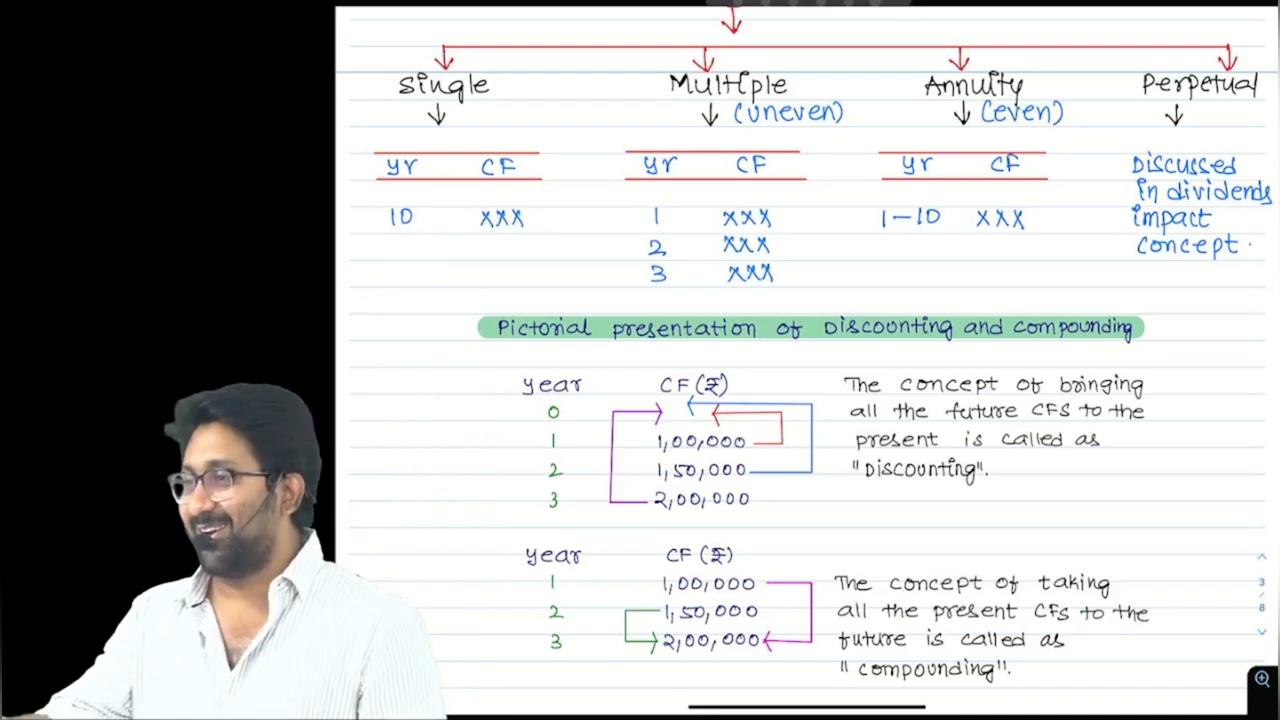 Single Multiple Annuity Perpetual
(uneven) (even)
yr CF yr CF yr CF Discussed
in dividends
10 xxx 1 xxx 1-10 xxx impact
2 xxx concept.
3 xxx
Pictorial presentation of Discounting and compounding
year CF (₹) The concept of bringing
0 all the future CFS to the
1 1,00,000 present is called as
2 1,50,000 "Discounting".
3 2,00,000
year CF (₹)
1 1,00,000 The concept of taking
2 1,50,000 all the present CFS to the
3 2,00,000 future is called as
"compounding".
3
/
8